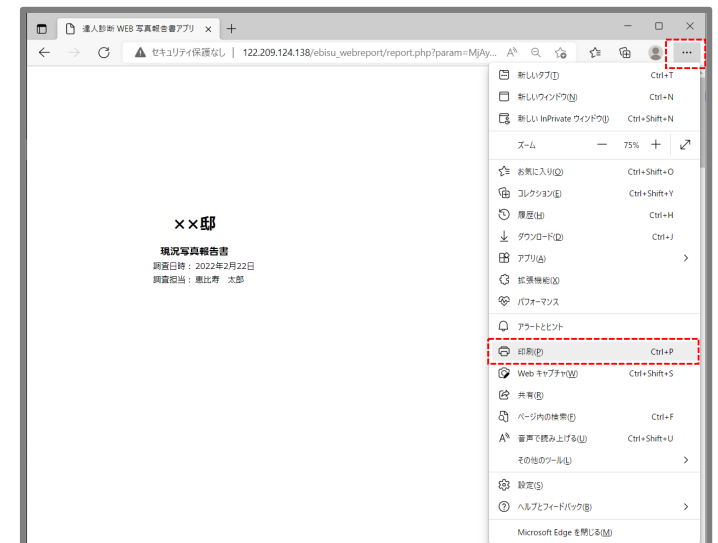 達人診断 WEB 写真報告書アプリ
セキュリティ保護なし | 122.209.124.138/ebisu_webreport/report.php?param=MjAy...
××邸
現況写真報告書
調査日時： 2022年2月22日
調査担当： 恵比寿　太郎
新しいタブ(T) Ctrl+T
新しいウィンドウ(N) Ctrl+N
新しい InPrivate ウィンドウ(I) Ctrl+Shift+N
ズーム 75%
お気に入り(O) Ctrl+Shift+O
コレクション(E) Ctrl+Shift+Y
履歴(H) Ctrl+H
ダウンロード(D) Ctrl+J
アプリ(A)
拡張機能(X)
パフォーマンス
アラートとヒント
印刷(P) Ctrl+P
Web キャプチャ(W) Ctrl+Shift+S
共有(R)
ページ内の検索(F) Ctrl+F
音声で読み上げる(U) Ctrl+Shift+U
その他のツール(L)
設定(S)
ヘルプとフィードバック(B)
Microsoft Edge を閉じる(M)